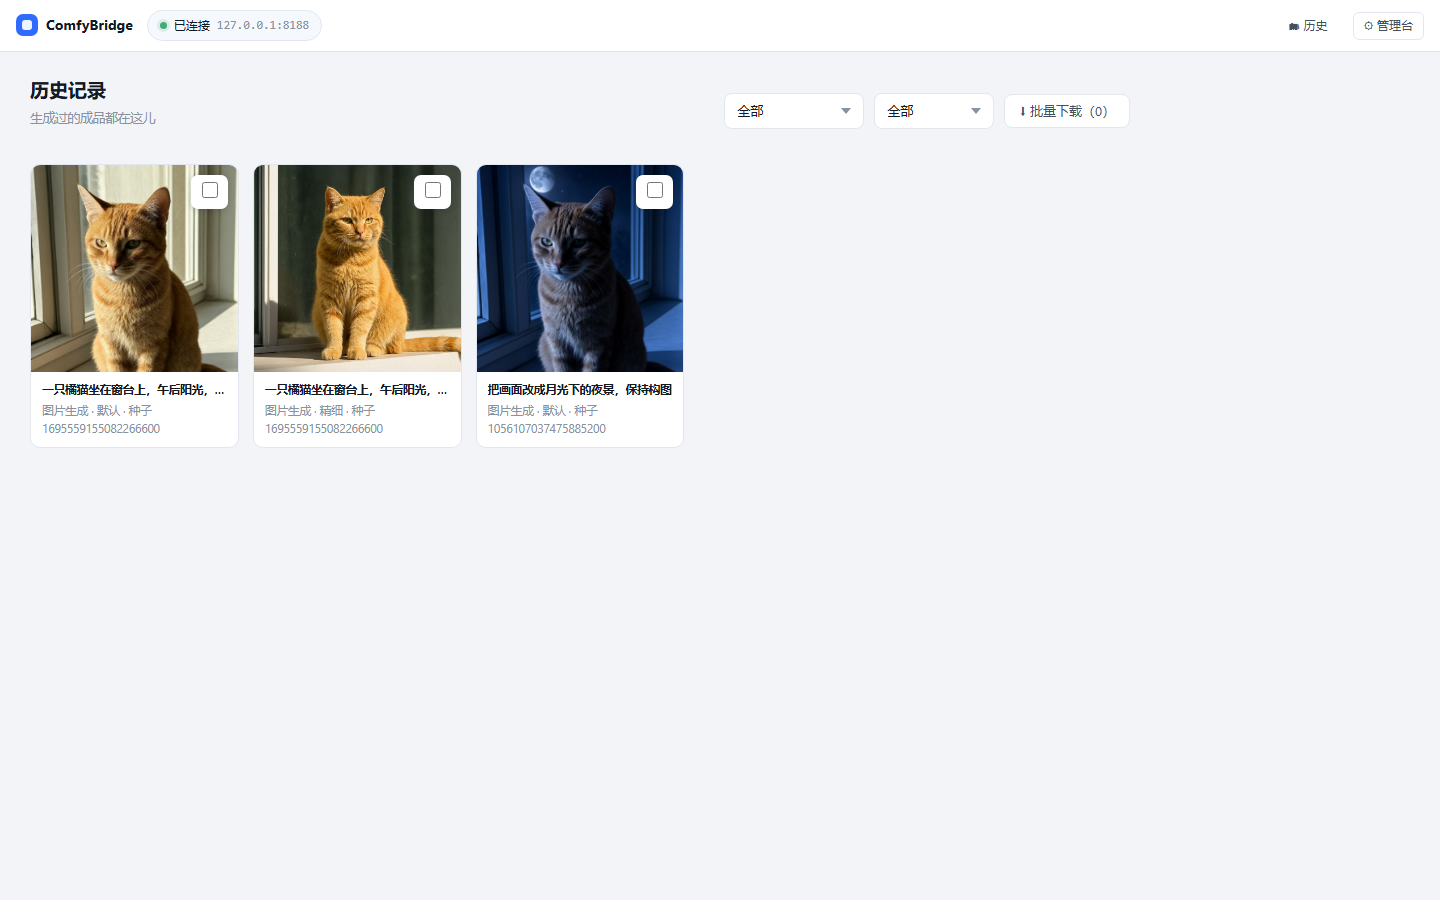 ComfyBridge
已连接 127.0.0.1:8188
历史
管理台
历史记录
生成过的成品都在这儿
全部
全部
批量下载（0）
一只橘猫坐在窗台上，午后阳光，...
图片生成 · 默认 · 种子
1695559155082266600
一只橘猫坐在窗台上，午后阳光，...
图片生成 · 精细 · 种子
1695559155082266600
把画面改成月光下的夜景，保持构图
图片生成 · 默认 · 种子
1056107037475885200